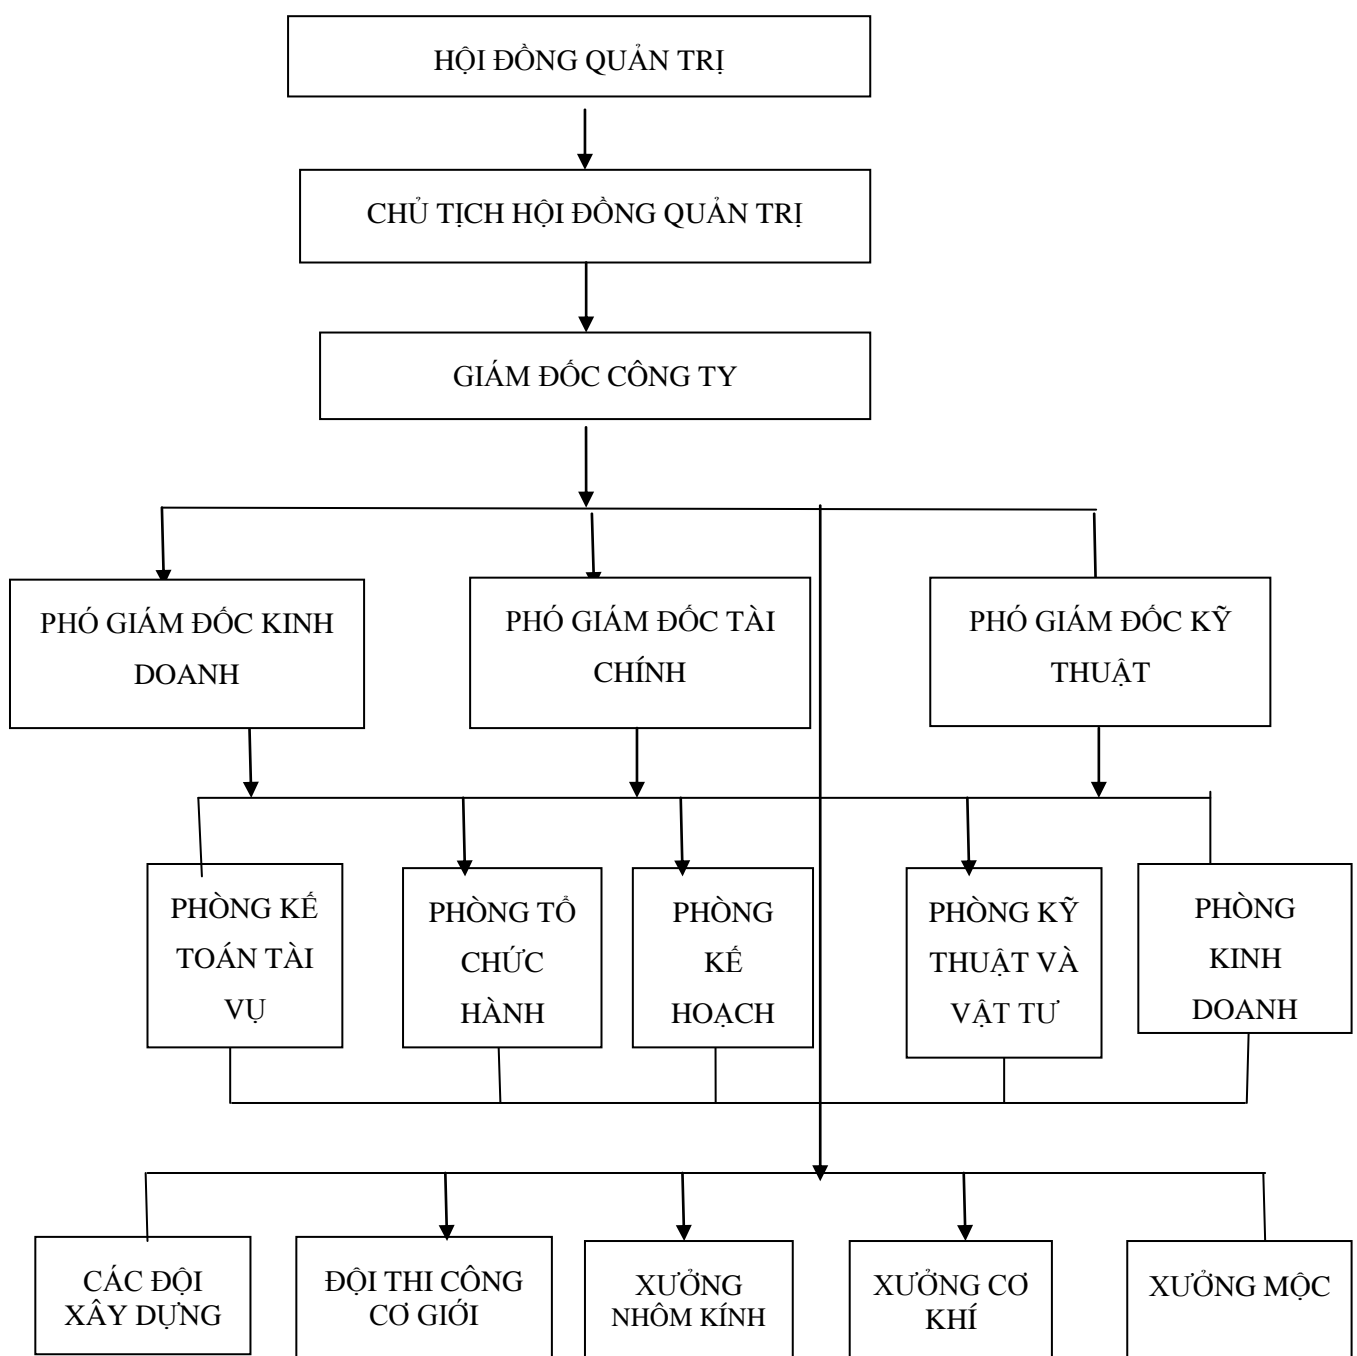 HỘI ĐỒNG QUẢN TRỊ
CHỦ TỊCH HỘI ĐỒNG QUẢN TRỊ
GIÁM ĐỐC CÔNG TY
PHÓ GIÁM ĐỐC KINH
DOANH
PHÓ GIÁM ĐỐC TÀI
CHÍNH
PHÓ GIÁM ĐỐC KỸ
THUẬT
PHÒNG KẾ
TOÁN TÀI
VỤ
PHÒNG TỔ
CHỨC
HÀNH
PHÒNG
KẾ
HOẠCH
PHÒNG KỸ
THUẬT VÀ
VẬT TƯ
PHÒNG
KINH
DOANH
CÁC ĐỘI
XÂY DỰNG
ĐỘI THI CÔNG
CƠ GIỚI
XƯỞNG
NHÔM KÍNH
XƯỞNG CƠ
KHÍ
XƯỞNG MỘC